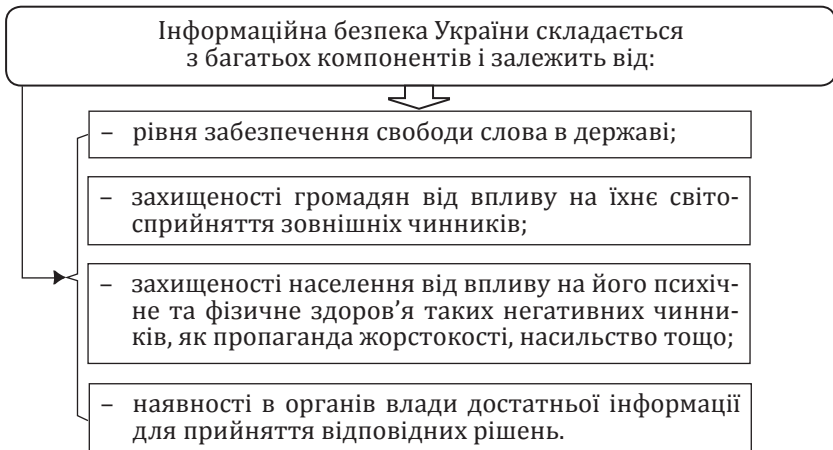 Інформаційна безпека України складається
з багатьох компонентів і залежить від:
– рівня забезпечення свободи слова в державі;
– захищеності громадян від впливу на їхнє світо-
сприйняття зовнішніх чинників;
– захищеності населення від впливу на його психіч-
не та фізичне здоров'я таких негативних чинни-
ків, як пропаганда жорстокості, насильство тощо;
– наявності в органів влади достатньої інформації
для прийняття відповідних рішень.